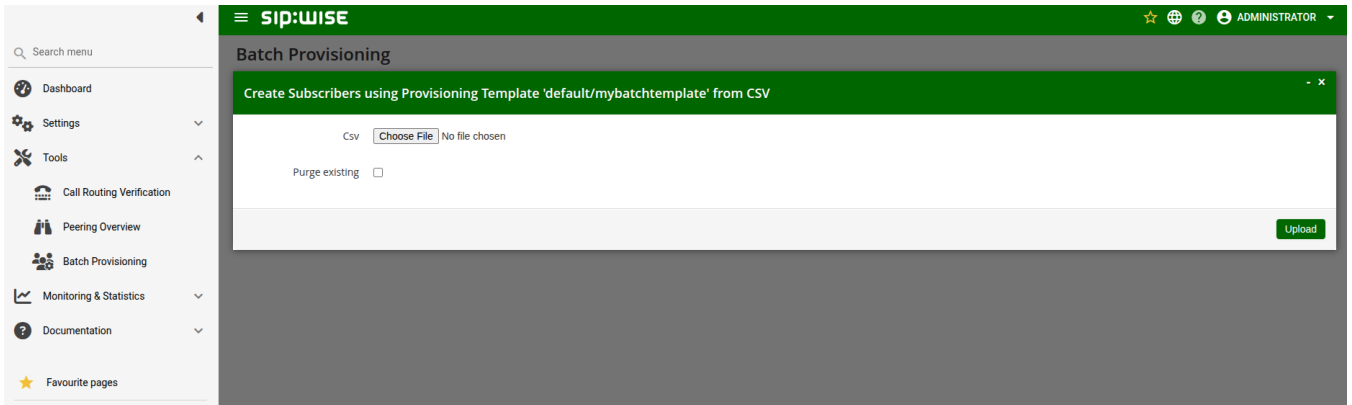 sip:wise
ADMINISTRATOR
Search menu
Dashboard
Settings
Tools
Call Routing Verification
Peering Overview
Batch Provisioning
Monitoring & Statistics
Documentation
Favourite pages
Batch Provisioning
Create Subscribers using Provisioning Template 'default/mybatchtemplate' from CSV
Csv Choose File No file chosen
Purge existing
Upload